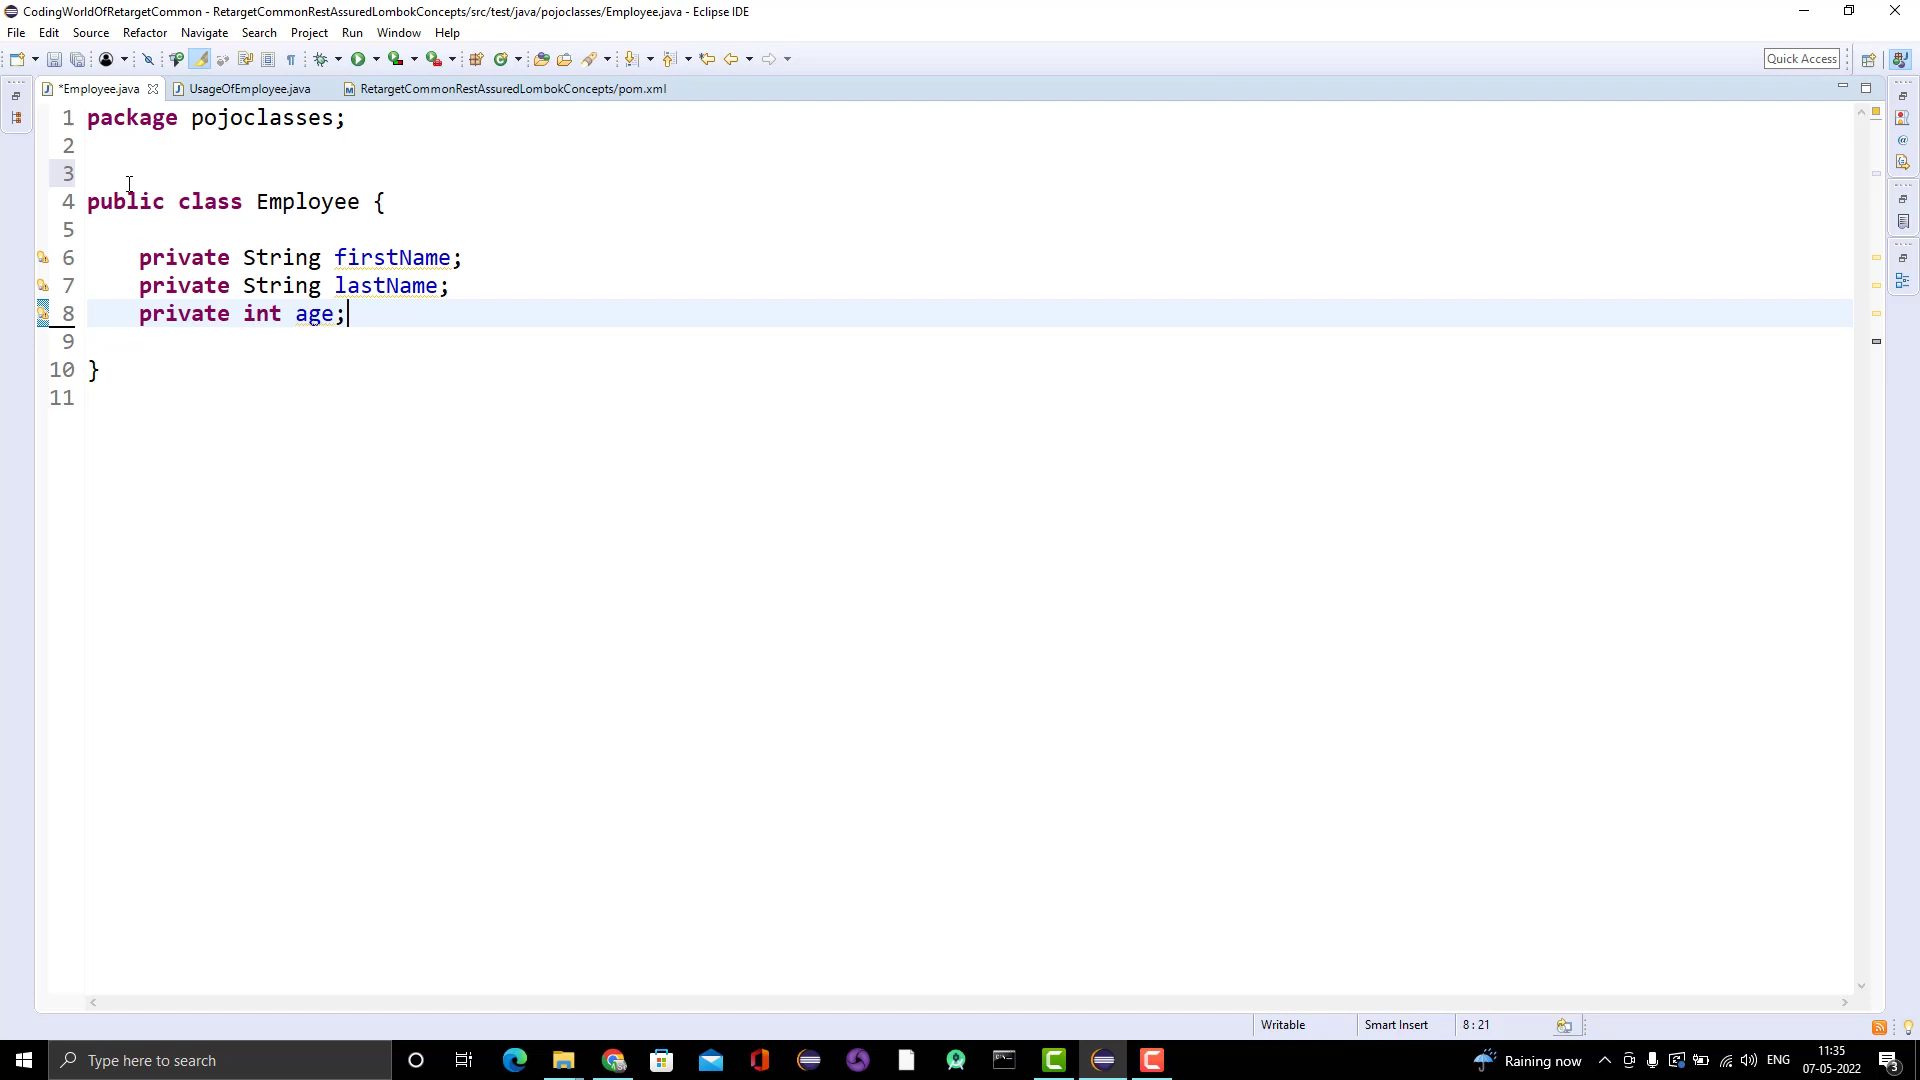 CodingWorldOfRetargetCommon - RetargetCommonRestAssuredLombokConcepts/src/test/java/pojoclasses/Employee.java - Eclipse IDE
File Edit Source Refactor Navigate Search Project Run Window Help
Quick Access
*Employee.java UsageOfEmployee.java RetargetCommonRestAssuredLombokConcepts/pom.xml
1 package pojoclasses;
2
3
4 public class Employee {
5
6 private String firstName;
7 private String lastName;
8 private int age;
9
10 }
11
Writable Smart Insert 8 : 21
Type here to search
Raining now ENG 11:35
07-05-2022 3